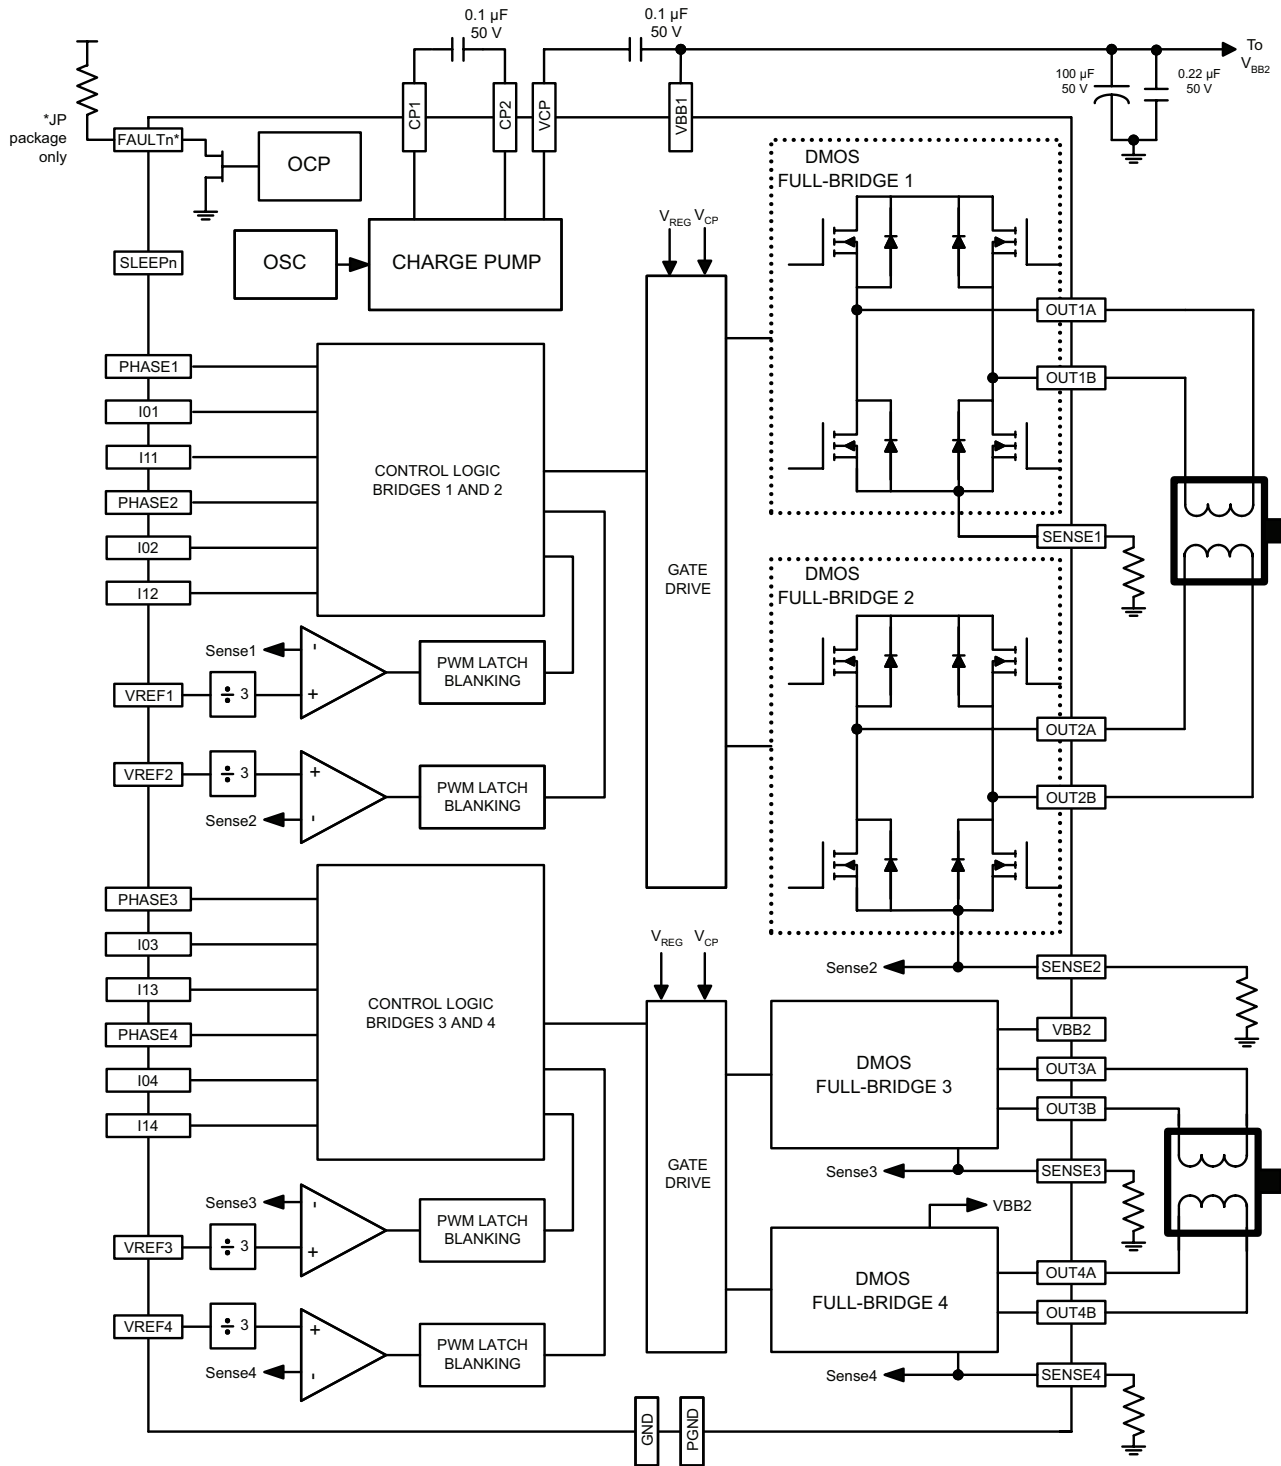 0.1 µF
50 V
0.1 µF
50 V
To
VBB2
100 µF
50 V
0.22 µF
50 V
*JP
package
only
FAULTn*
OCP
CP1
CP2
VCP
VBB1
SLEEPn
OSC
CHARGE PUMP
VREG VCP
DMOS
FULL-BRIDGE 1
OUT1A
OUT1B
SENSE1
PHASE1
I01
I11
PHASE2
I02
I12
CONTROL LOGIC
BRIDGES 1 AND 2
GATE
DRIVE
Sense1
-
+
VREF1
÷ 3
PWM LATCH
BLANKING
VREF2
÷ 3
+
-
Sense2
PWM LATCH
BLANKING
DMOS
FULL-BRIDGE 2
OUT2A
OUT2B
Sense2
SENSE2
PHASE3
I03
I13
PHASE4
I04
I14
CONTROL LOGIC
BRIDGES 3 AND 4
VREG
VCP
GATE
DRIVE
DMOS
FULL-BRIDGE 3
VBB2
OUT3A
OUT3B
Sense3
SENSE3
VBB2
DMOS
FULL-BRIDGE 4
OUT4A
OUT4B
Sense4
SENSE4
Sense3
-
+
VREF3
÷ 3
PWM LATCH
BLANKING
VREF4
÷ 3
+
-
Sense4
PWM LATCH
BLANKING
GND
PGND